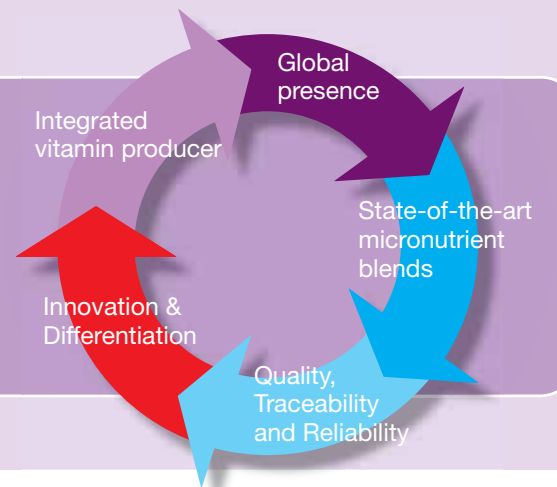 Global
presence
State-of-the-art
micronutrient
blends
Quality,
Traceability
and Reliability
Innovation &
Differentiation
Integrated
vitamin producer